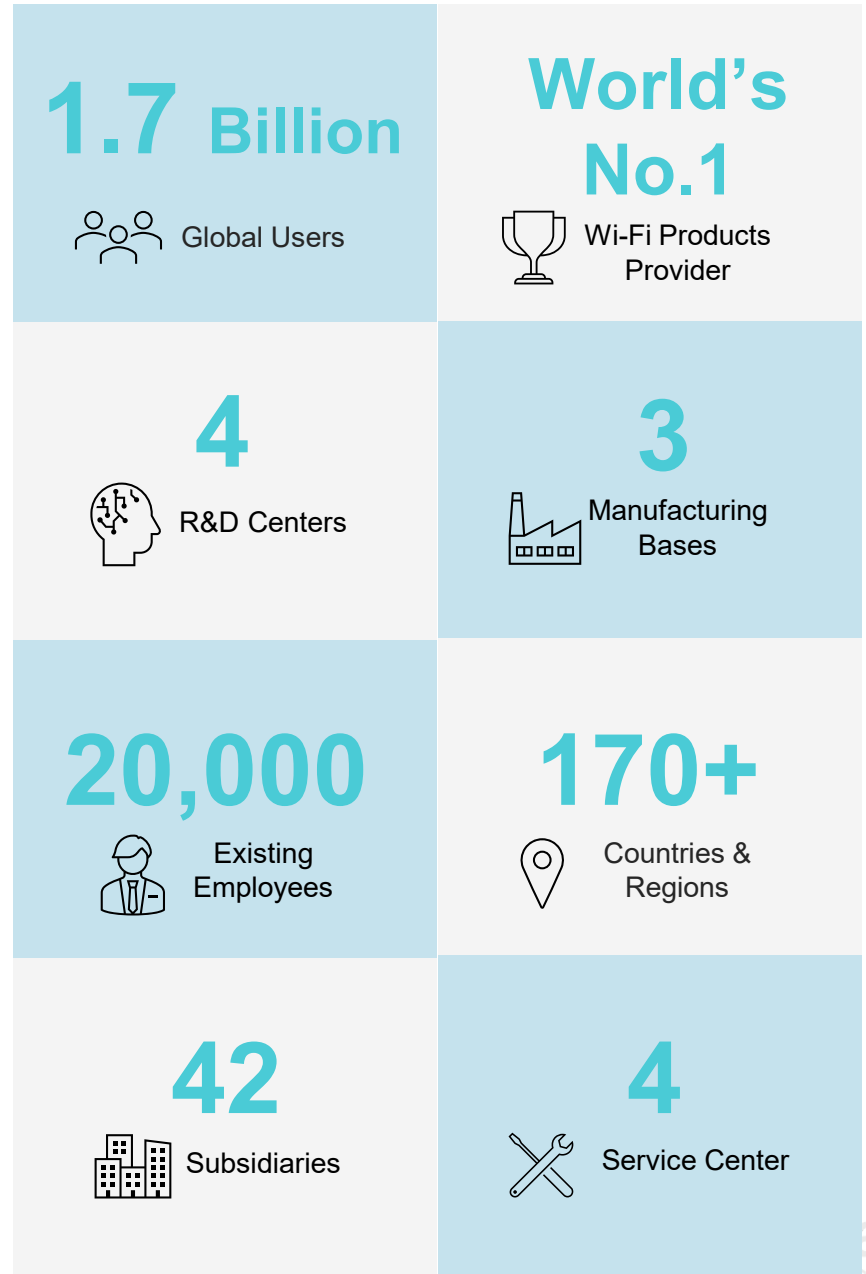 1.7 Billion
Global Users
World's
No.1
Wi-Fi Products
Provider
4
R&D Centers
3
Manufacturing
Bases
20,000
Existing
Employees
170+
Countries &
Regions
42
Subsidiaries
4
Service Center